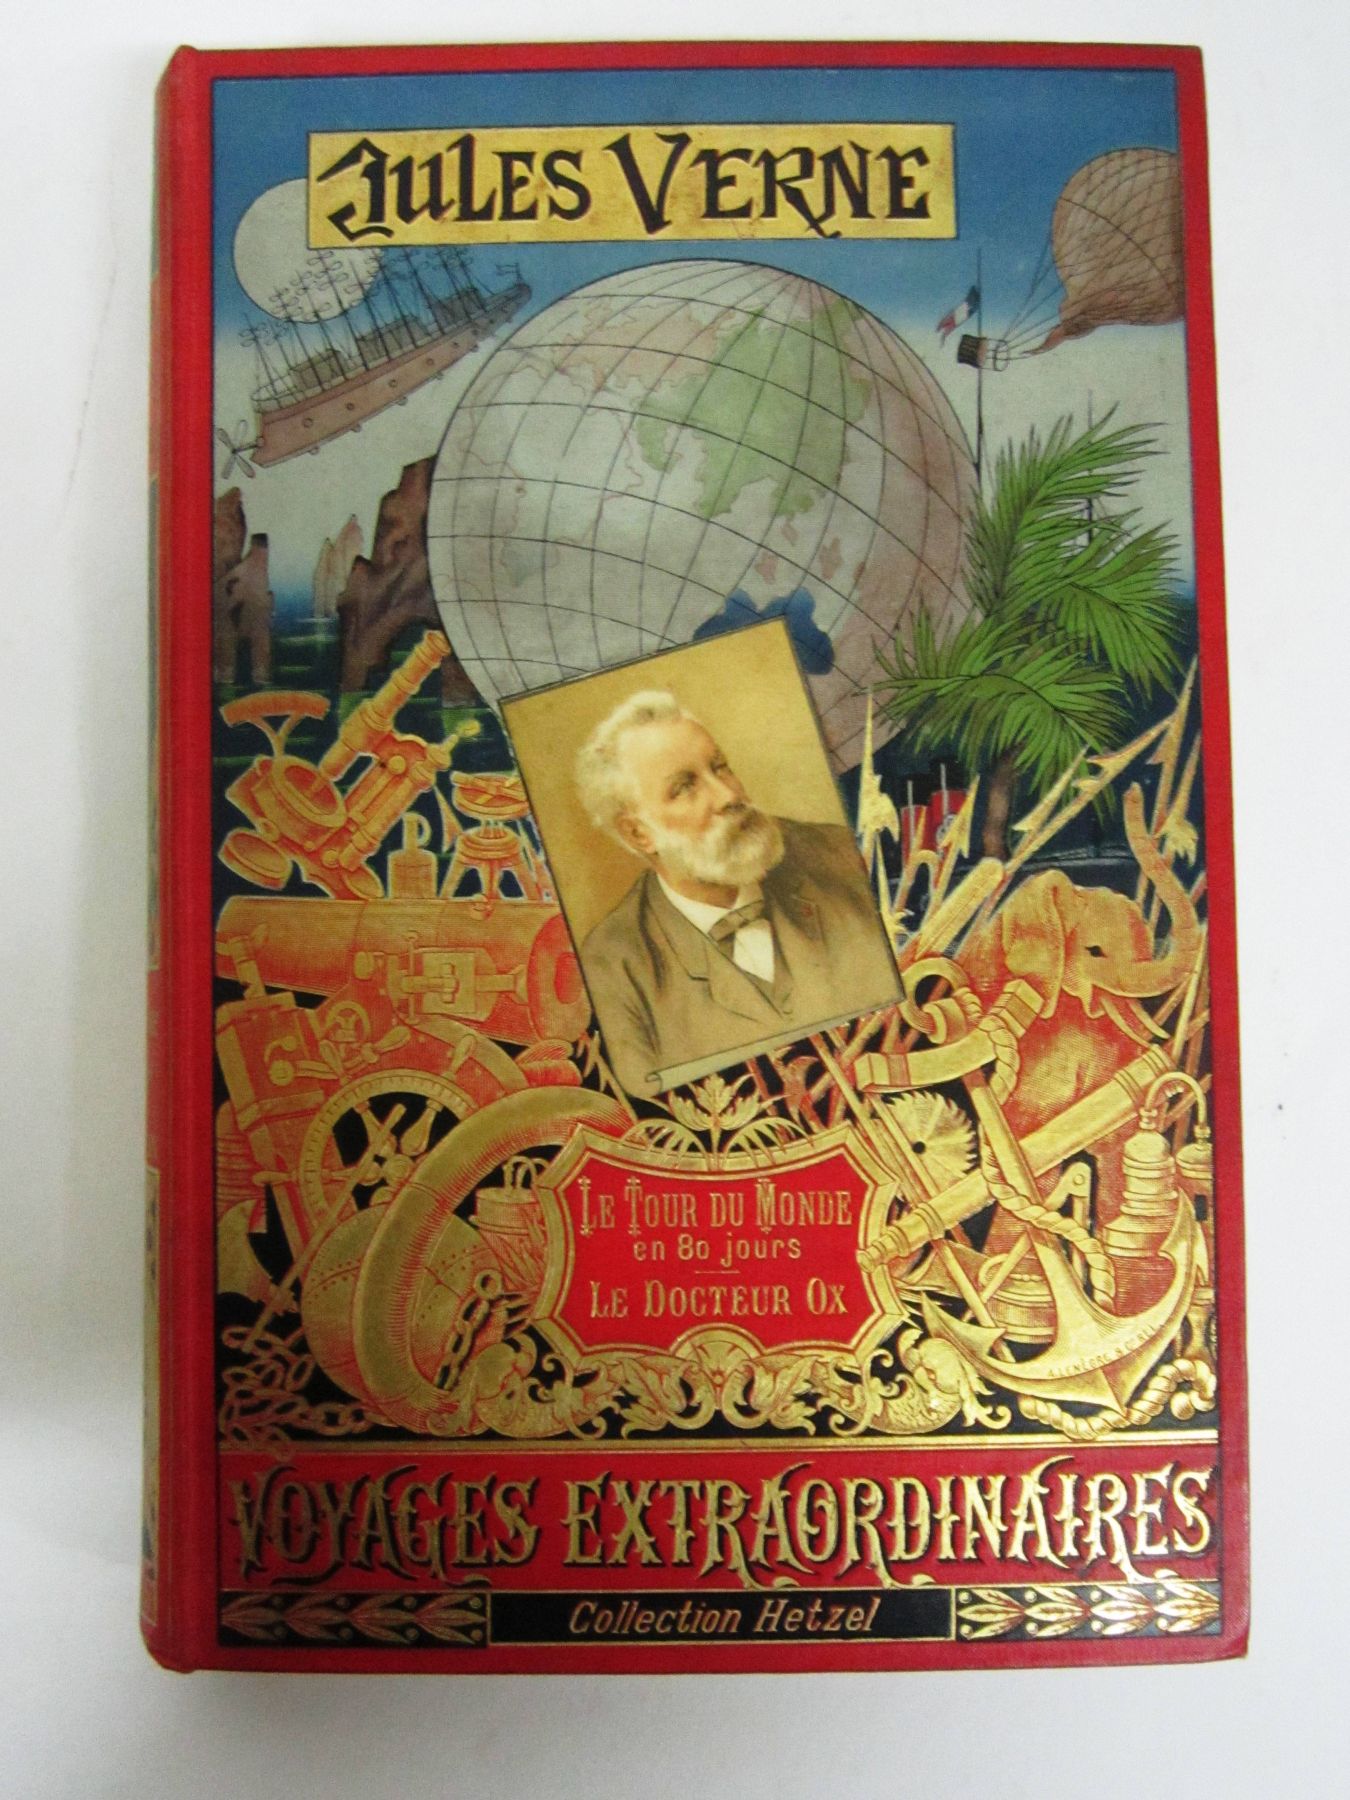 JULES VERNE
LE TOUR DU MONDE
en 80 jours
LE DOCTEUR OX
VOYAGES EXTRAORDINAIRES
Collection Hetzel